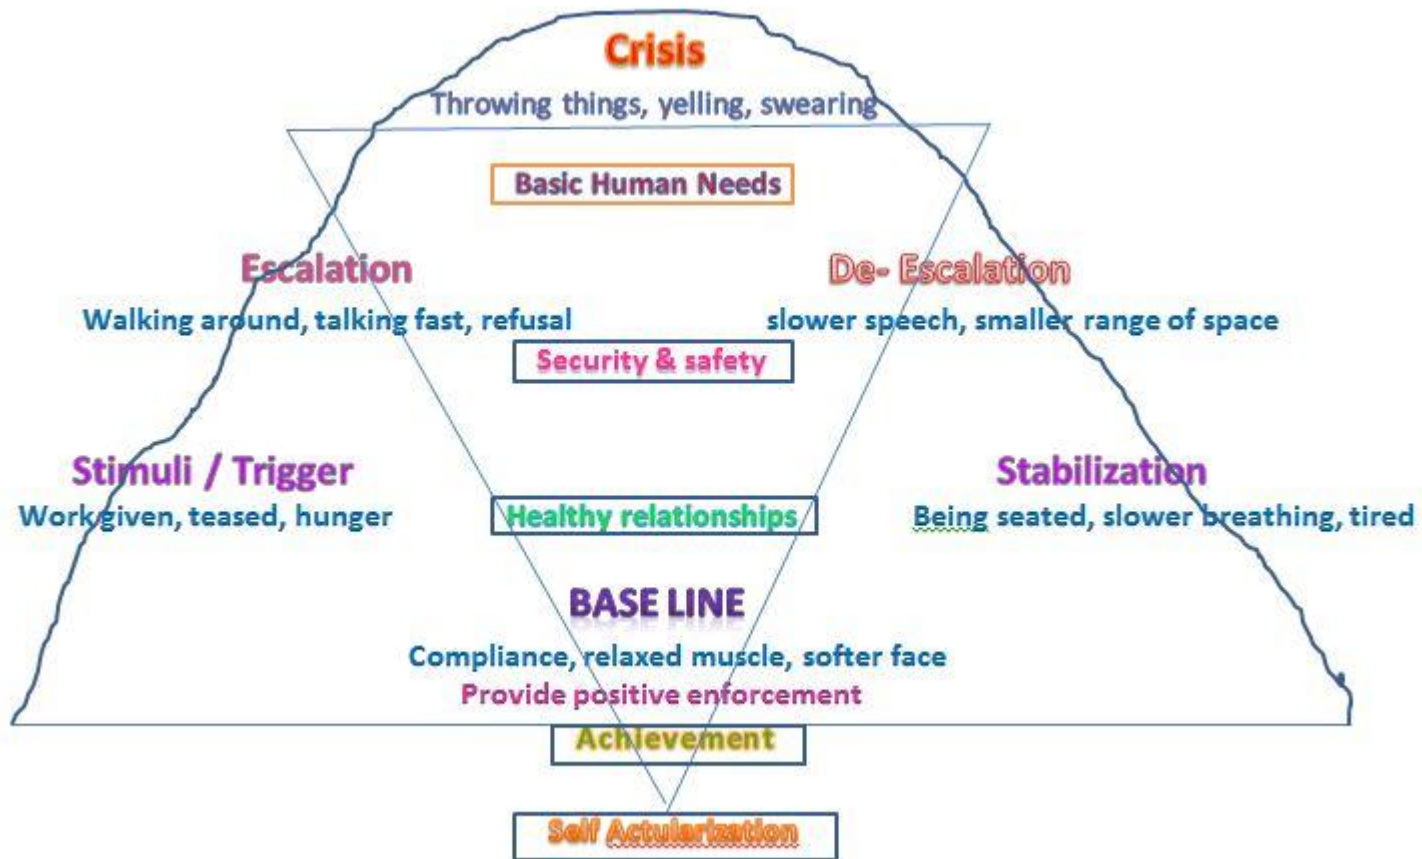 Crisis
Throwing things, yelling, swearing
Basic Human Needs
Escalation
De- Escalation
Walking around, talking fast, refusal
slower speech, smaller range of space
Security & safety
Stimuli / Trigger
Stabilization
Work given, teased, hunger
Being seated, slower breathing, tired
Healthy relationships
BASE LINE
Compliance, relaxed muscle, softer face
Provide positive enforcement
Achievement
Self Actularization